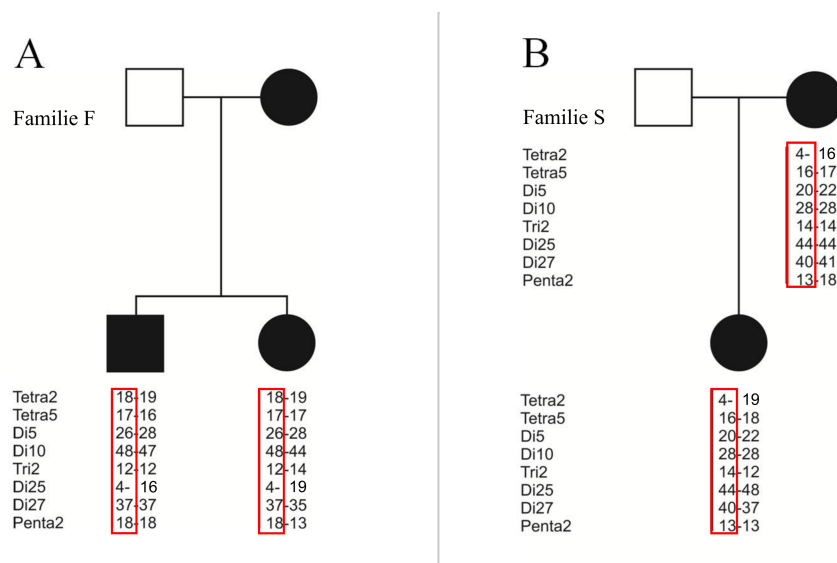 A
Familie F
Tetra2 18-19 18-19
Tetra5 17-16 17-17
Di5 26-28 26-28
Di10 48-47 48-44
Tri2 12-12 12-14
Di25 4- 16 4- 19
Di27 37-37 37-35
Penta2 18-18 18-13
B
Familie S
Tetra2 4- 16
Tetra5 16-17
Di5 20-22
Di10 28-28
Tri2 14-14
Di25 44-44
Di27 40-41
Penta2 13-18
Tetra2 4- 19
Tetra5 16-18
Di5 20-22
Di10 28-28
Tri2 14-12
Di25 44-48
Di27 40-37
Penta2 13-13